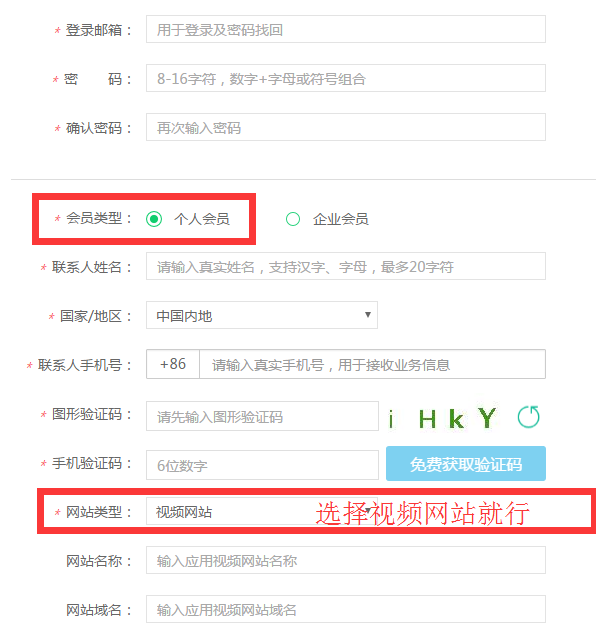 * 登录邮箱： 用于登录及密码找回
* 密　　码： 8-16字符，数字+字母或符号组合
* 确认密码： 再次输入密码
* 会员类型： 个人会员 企业会员
* 联系人姓名： 请输入真实姓名，支持汉字、字母，最多20字符
* 国家/地区： 中国内地
* 联系人手机号： +86 请输入真实手机号，用于接收业务信息
* 图形验证码： 请先输入图形验证码 i H k Y
* 手机验证码： 6位数字 免费获取验证码
* 网站类型： 视频网站 选择视频网站就行
网站名称： 输入应用视频网站名称
网站域名： 输入应用视频网站域名